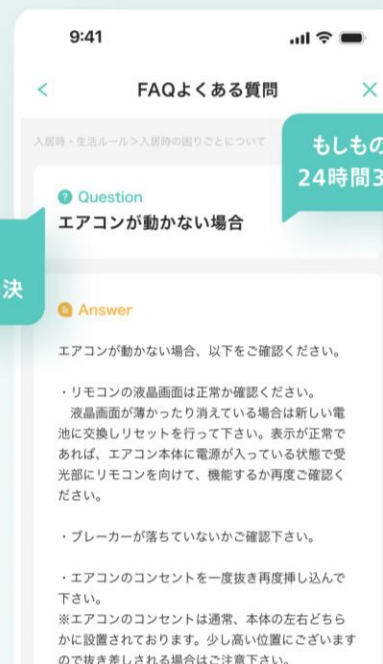 9:41
FAQよくある質問
入居時・生活ルール>入居時の困りごとについて
もしもの
24時間3
Question
エアコンが動かない場合
決
Answer
エアコンが動かない場合、以下をご確認ください。
・リモコンの液晶画面は正常か確認ください。
液晶画面が薄かったり消えている場合は新しい電
池に交換しリセットを行って下さい。表示が正常で
あれば、エアコン本体に電源が入っている状態で受
光部にリモコンを向けて、機能するか再度ご確認く
ださい。
・ブレーカーが落ちていないかご確認下さい。
・エアコンのコンセントを一度抜き再度挿し込んで
下さい。
※エアコンのコンセントは通常、本体の左右どちら
かに設置されております。少し高い位置にございます
ので抜き差しされる場合はご注意下さい。